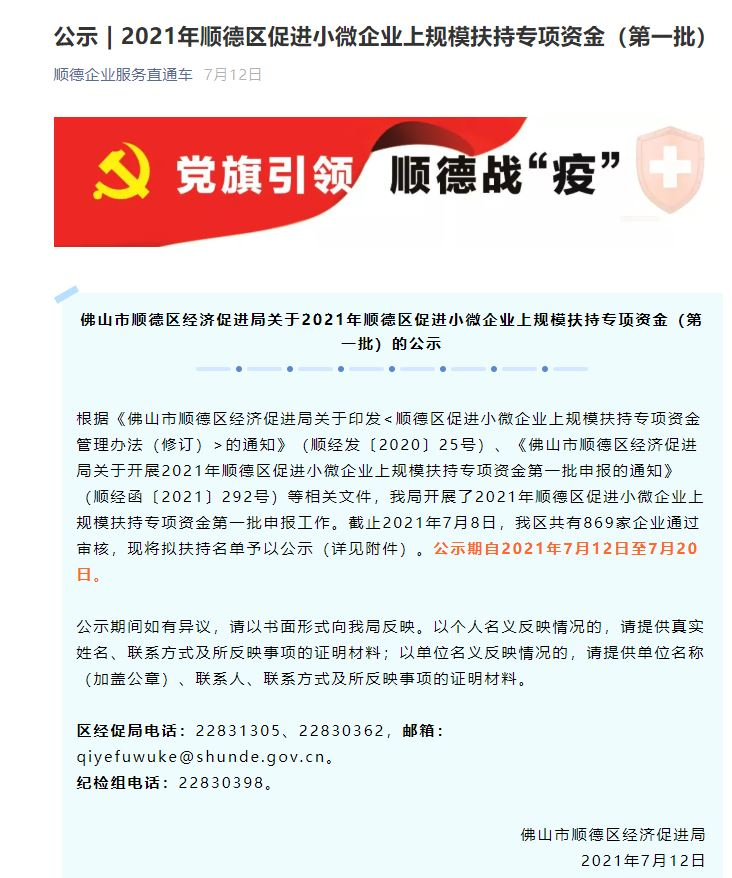 公示 | 2021年顺德区促进小微企业上规模扶持专项资金（第一批）
顺德企业服务直通车 7月12日
党旗引领 顺德战“疫”
佛山市顺德区经济促进局关于2021年顺德区促进小微企业上规模扶持专项资金（第
一批）的公示
根据《佛山市顺德区经济促进局关于印发<顺德区促进小微企业上规模扶持专项资金
管理办法（修订）>的通知》（顺经发〔2020〕25号）、《佛山市顺德区经济促进
局关于开展2021年顺德区促进小微企业上规模扶持专项资金第一批申报的通知》
（顺经函〔2021〕292号）等相关文件，我局开展了2021年顺德区促进小微企业上
规模扶持专项资金第一批申报工作。截止2021年7月8日，我区共有869家企业通过
审核，现将拟扶持名单予以公示（详见附件）。公示期自2021年7月12日至7月20
日。
公示期间如有异议，请以书面形式向我局反映。以个人名义反映情况的，请提供真实
姓名、联系方式及所反映事项的证明材料；以单位名义反映情况的，请提供单位名称
（加盖公章）、联系人、联系方式及所反映事项的证明材料。
区经促局电话：22831305、22830362，邮箱：
qiyefuwuke@shunde.gov.cn。
纪检组电话：22830398。
佛山市顺德区经济促进局
2021年7月12日